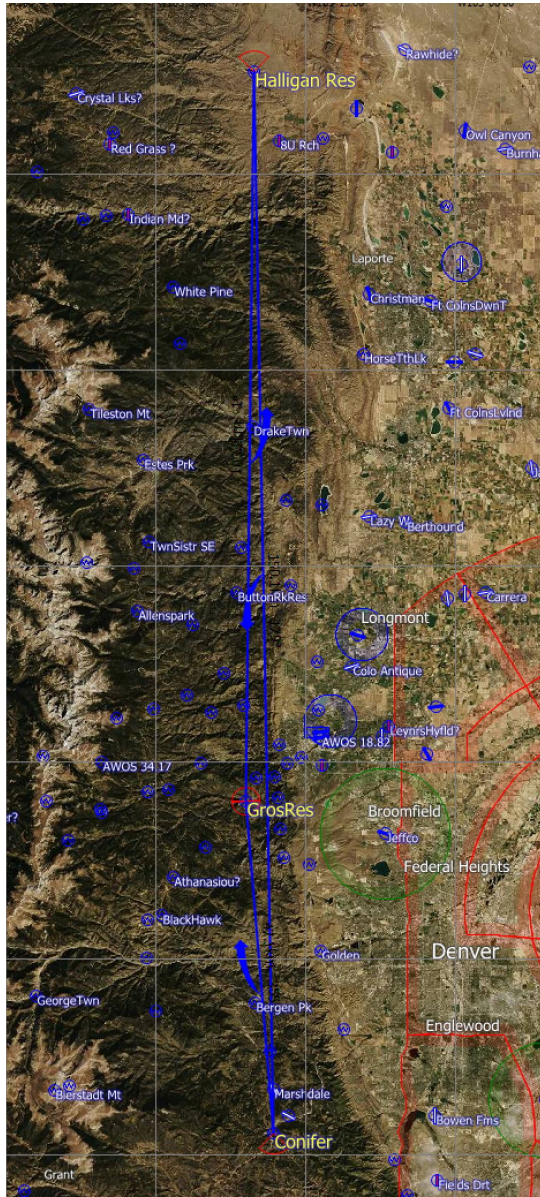 Rawhide?
Halligan Res
Crystal Lks?
Owl Canyon
Red Grass ?
8U Rch
Burnha
Indian Md?
Laporte
White Pine
Christman
Ft ColnsDwnT
HorseTthLk
Tileston Mt
Ft ColnsLvlnd
DrakeTwn
Estes Prk
Lazy W
Berthound
TwnSistr SE
ButtonRkRes
Carrera
Allenspark
Longmont
Colo Antique
LeynrsHyfld?
AWOS 18.82
AWOS 34.17
GrosRes
Broomfield
Jeffco
Federal Heights
Athanasiou?
BlackHawk
Golden
Denver
GeorgeTwn
Bergen Pk
Englewood
Bierstadt Mt
Marshdale
Bowen Fms
Conifer
Grant
Fields Drt